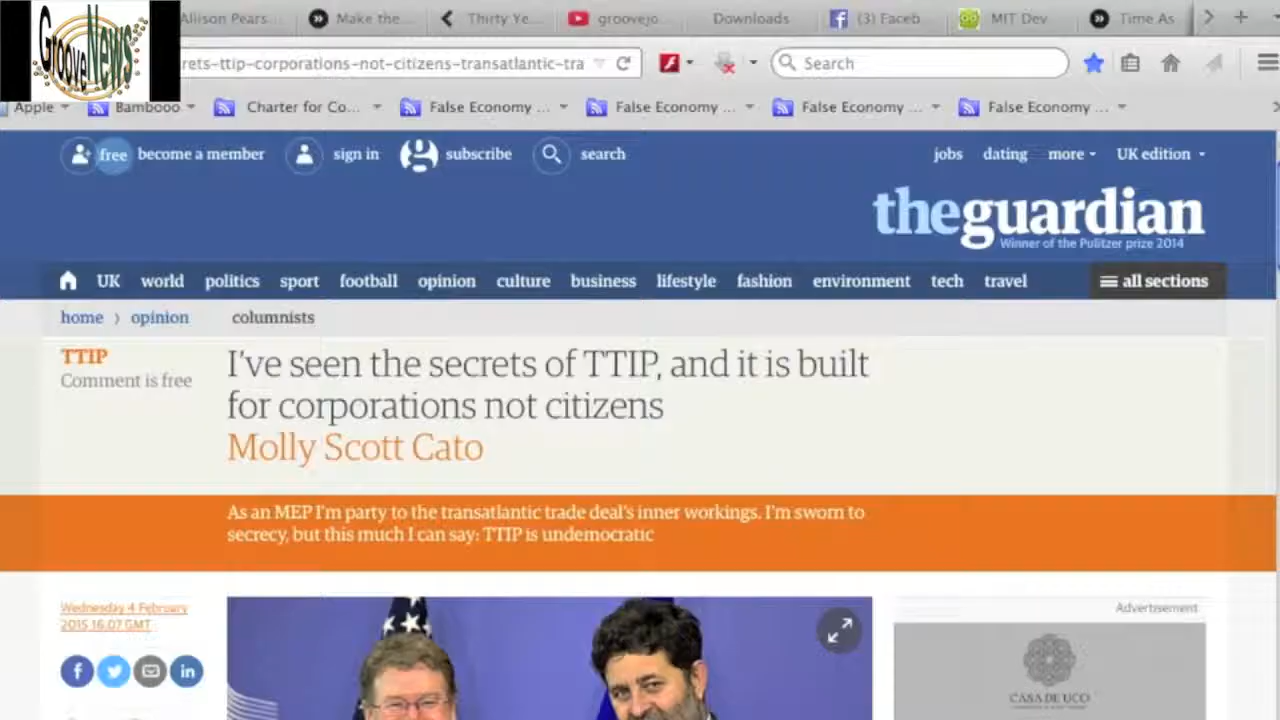 GrooveNews
Allison Pears... Make the... Thirty Ye... groovejo... Downloads (3) Faceb MIT Dev Time As
rets-ttip-corporations-not-citizens-transatlantic-tra Search
Apple Bambooo Charter for Co... False Economy ... False Economy ... False Economy ... False Economy ...
free become a member sign in subscribe search jobs dating more UK edition
theguardian
Winner of the Pulitzer prize 2014
UK world politics sport football opinion culture business lifestyle fashion environment tech travel all sections
home > opinion columnists
TTIP
Comment is free
I've seen the secrets of TTIP, and it is built
for corporations not citizens
Molly Scott Cato
As an MEP I'm party to the transatlantic trade deal's inner workings. I'm sworn to
secrecy, but this much I can say: TTIP is undemocratic
Wednesday 4 February
2015 16.07 GMT
Advertisement
f in
CASA DE UCO